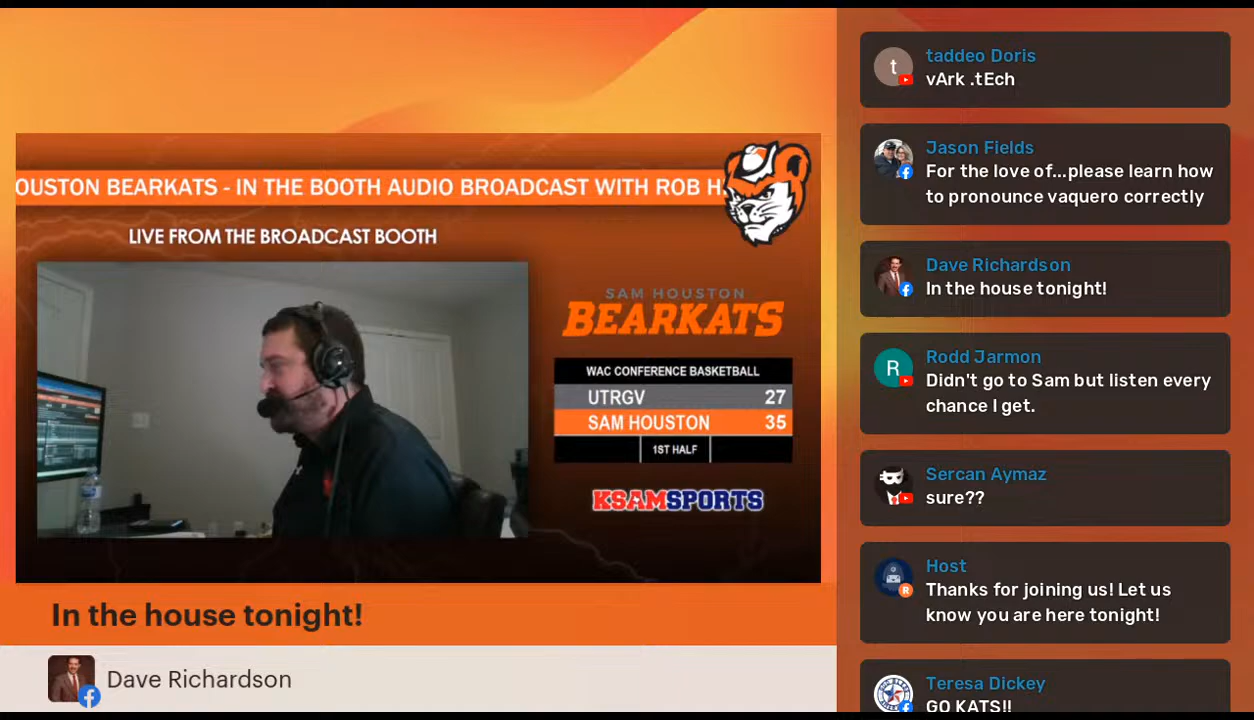 OUSTON BEARKATS - IN THE BOOTH AUDIO BROADCAST WITH ROB H
LIVE FROM THE BROADCAST BOOTH
SAM HOUSTON
BEARKATS
WAC CONFERENCE BASKETBALL
UTRGV 27
SAM HOUSTON 35
1ST HALF
KSAMSPORTS
In the house tonight!
Dave Richardson
t
taddeo Doris
vArk .tEch
Jason Fields
For the love of...please learn how
to pronounce vaquero correctly
Dave Richardson
In the house tonight!
R
Rodd Jarmon
Didn't go to Sam but listen every
chance I get.
Sercan Aymaz
sure??
Host
R
Thanks for joining us! Let us
know you are here tonight!
Teresa Dickey
GO KATS!!